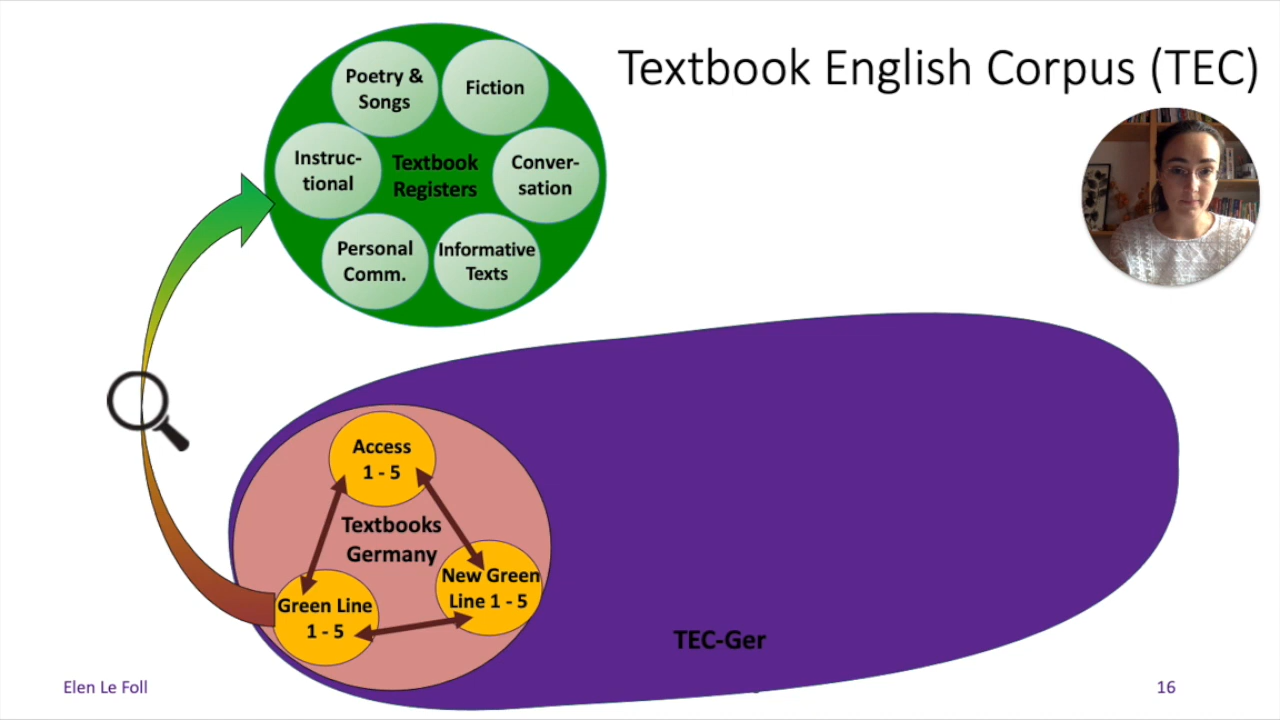 Textbook English Corpus (TEC)
Poetry &
Songs
Fiction
Instruc-
tional
Textbook
Registers
Conver-
sation
Personal
Comm.
Informative
Texts
Access
1 - 5
Textbooks
Germany
New Green
Line 1 - 5
Green Line
1 - 5
TEC-Ger
Elen Le Foll
16